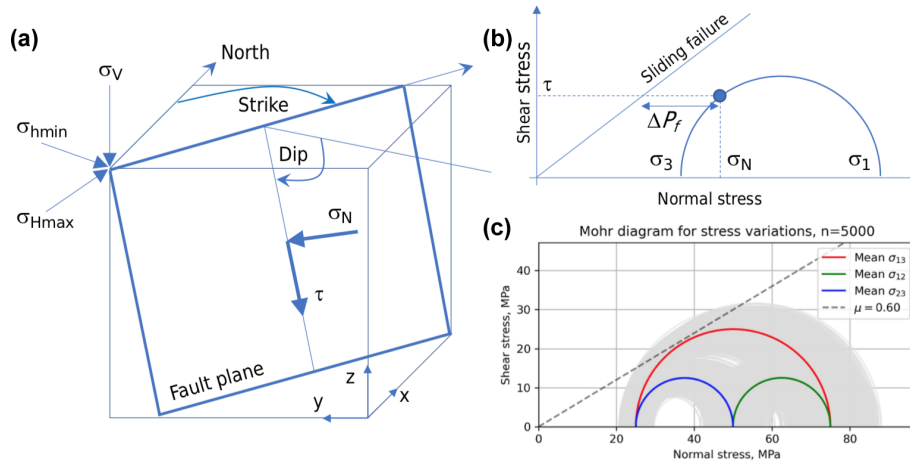 (a)
North
σV
Strike
σhmin
Dip
σHmax
σN
τ
Fault plane
z
x
y
(b)
Shear stress
τ
Sliding failure
ΔPf
σ3
σN
σ1
Normal stress
(c)
Mohr diagram for stress variations, n=5000
Mean σ13
Mean σ12
Mean σ23
μ = 0.60
Shear stress, MPa
40
30
20
10
0
0
20
40
60
80
Normal stress, MPa